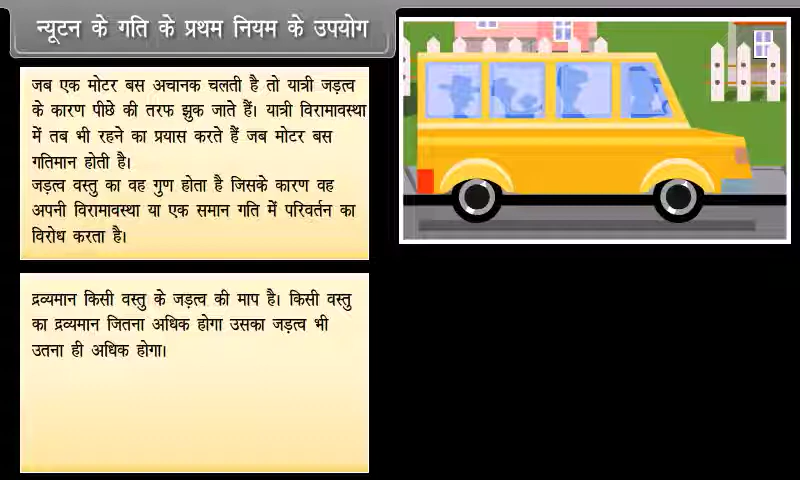 न्यूटन के गति के प्रथम नियम के उपयोग
जब एक मोटर बस अचानक चलती है तो यात्री जड़त्व
के कारण पीछे की तरफ झुक जाते हैं। यात्री विरामावस्था
में तब भी रहने का प्रयास करते हैं जब मोटर बस
गतिमान होती है।
जड़त्व वस्तु का वह गुण होता है जिसके कारण वह
अपनी विरामावस्था या एक समान गति में परिवर्तन का
विरोध करता है।
द्रव्यमान किसी वस्तु के जड़त्व की माप है। किसी वस्तु
का द्रव्यमान जितना अधिक होगा उसका जड़त्व भी
उतना ही अधिक होगा।